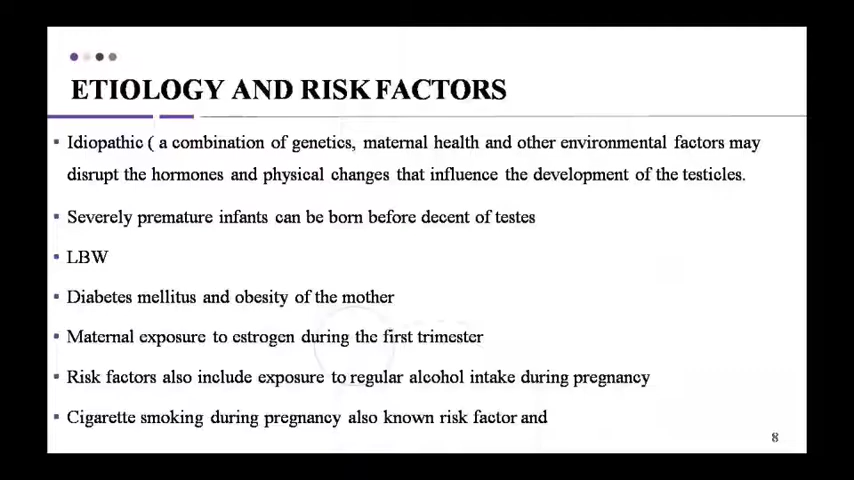 ETIOLOGY AND RISK FACTORS
▪ Idiopathic ( a combination of genetics, maternal health and other environmental factors may
disrupt the hormones and physical changes that influence the development of the testicles.
▪ Severely premature infants can be born before decent of testes
▪ LBW
▪ Diabetes mellitus and obesity of the mother
▪ Maternal exposure to estrogen during the first trimester
▪ Risk factors also include exposure to regular alcohol intake during pregnancy
▪ Cigarette smoking during pregnancy also known risk factor and
8